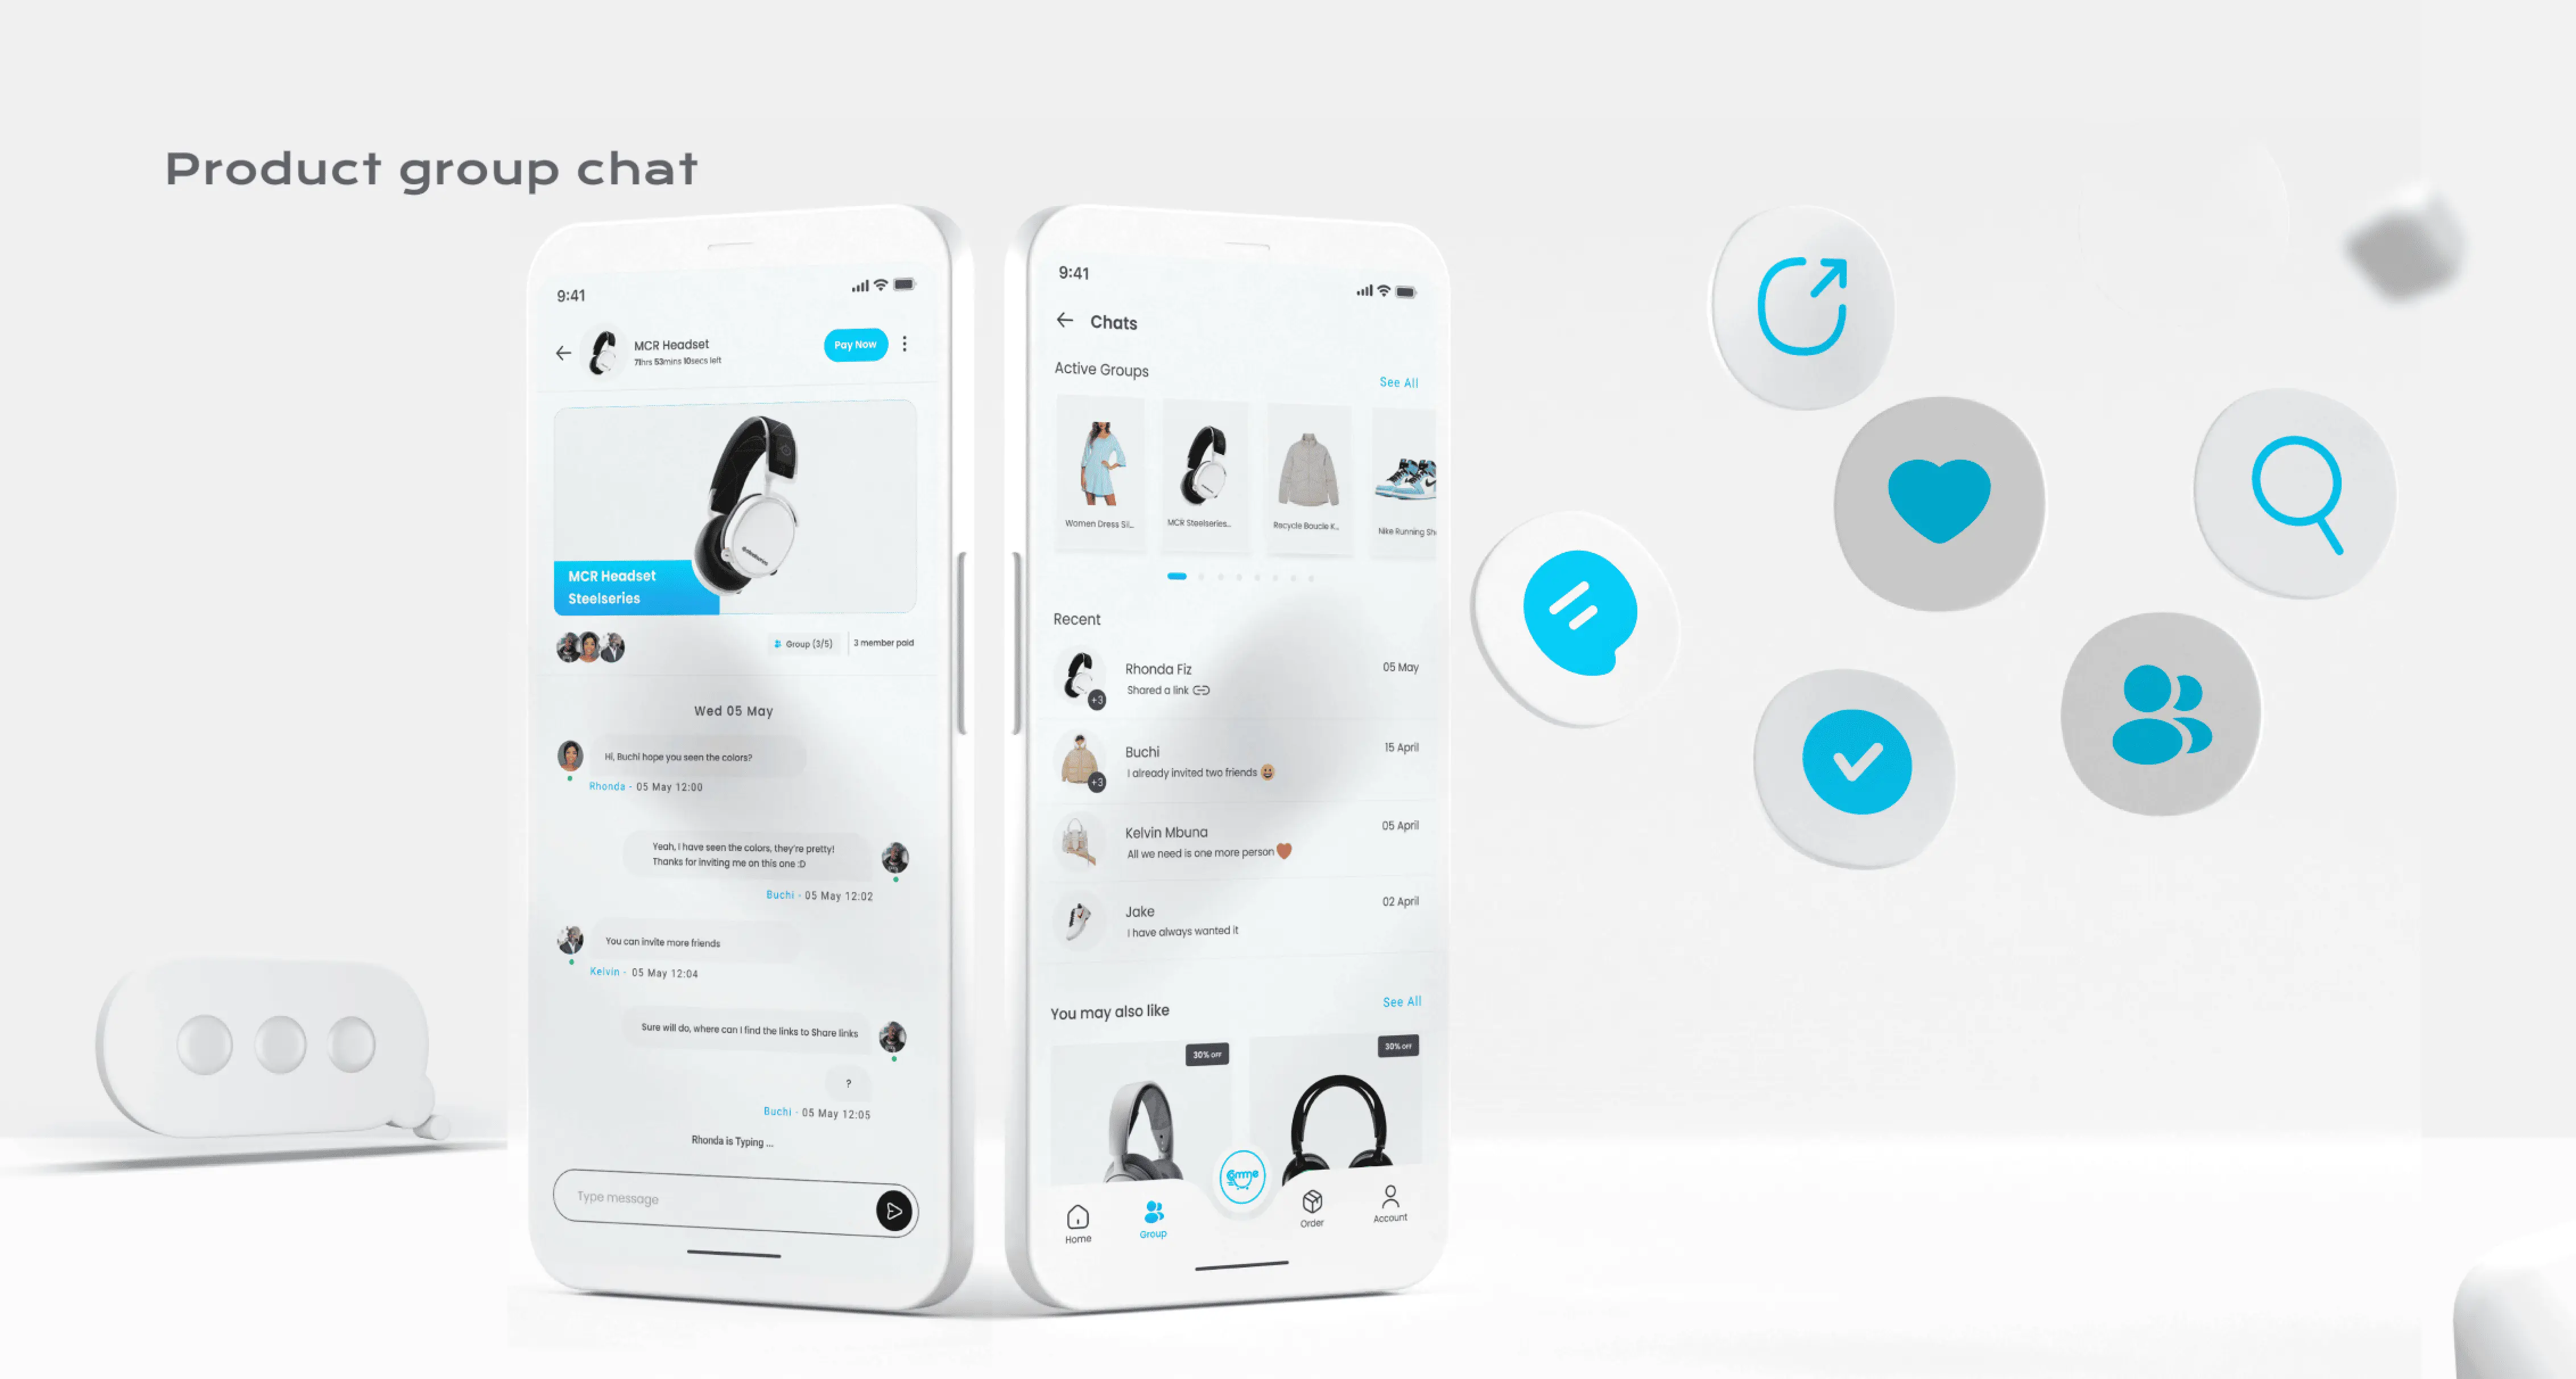 Product group chat
9:41
MCR Headset
71hrs 53mins 10secs left
Pay Now
MCR Headset
Steelseries
Group (3/5)
3 member paid
Wed 05 May
Hi, Buchi hope you seen the colors?
Rhonda - 05 May 12:00
Yeah, I have seen the colors, they're pretty!
Thanks for inviting me on this one :D
Buchi - 05 May 12:02
You can invite more friends
Kelvin - 05 May 12:04
Sure will do, where can I find the links to Share links
?
Buchi - 05 May 12:05
Rhonda is Typing ...
Type message
9:41
Chats
Active Groups
See All
Women Dress Sil...
MCR Steelseries...
Recycle Boucle K...
Nike Running Sh
Recent
Rhonda Fiz
05 May
Shared a link
+3
Buchi
15 April
I already invited two friends 😀
+3
Kelvin Mbuna
05 April
All we need is one more person
Jake
02 April
I have always wanted it
You may also like
See All
30% OFF
30% OFF
Home
Group
Order
Account